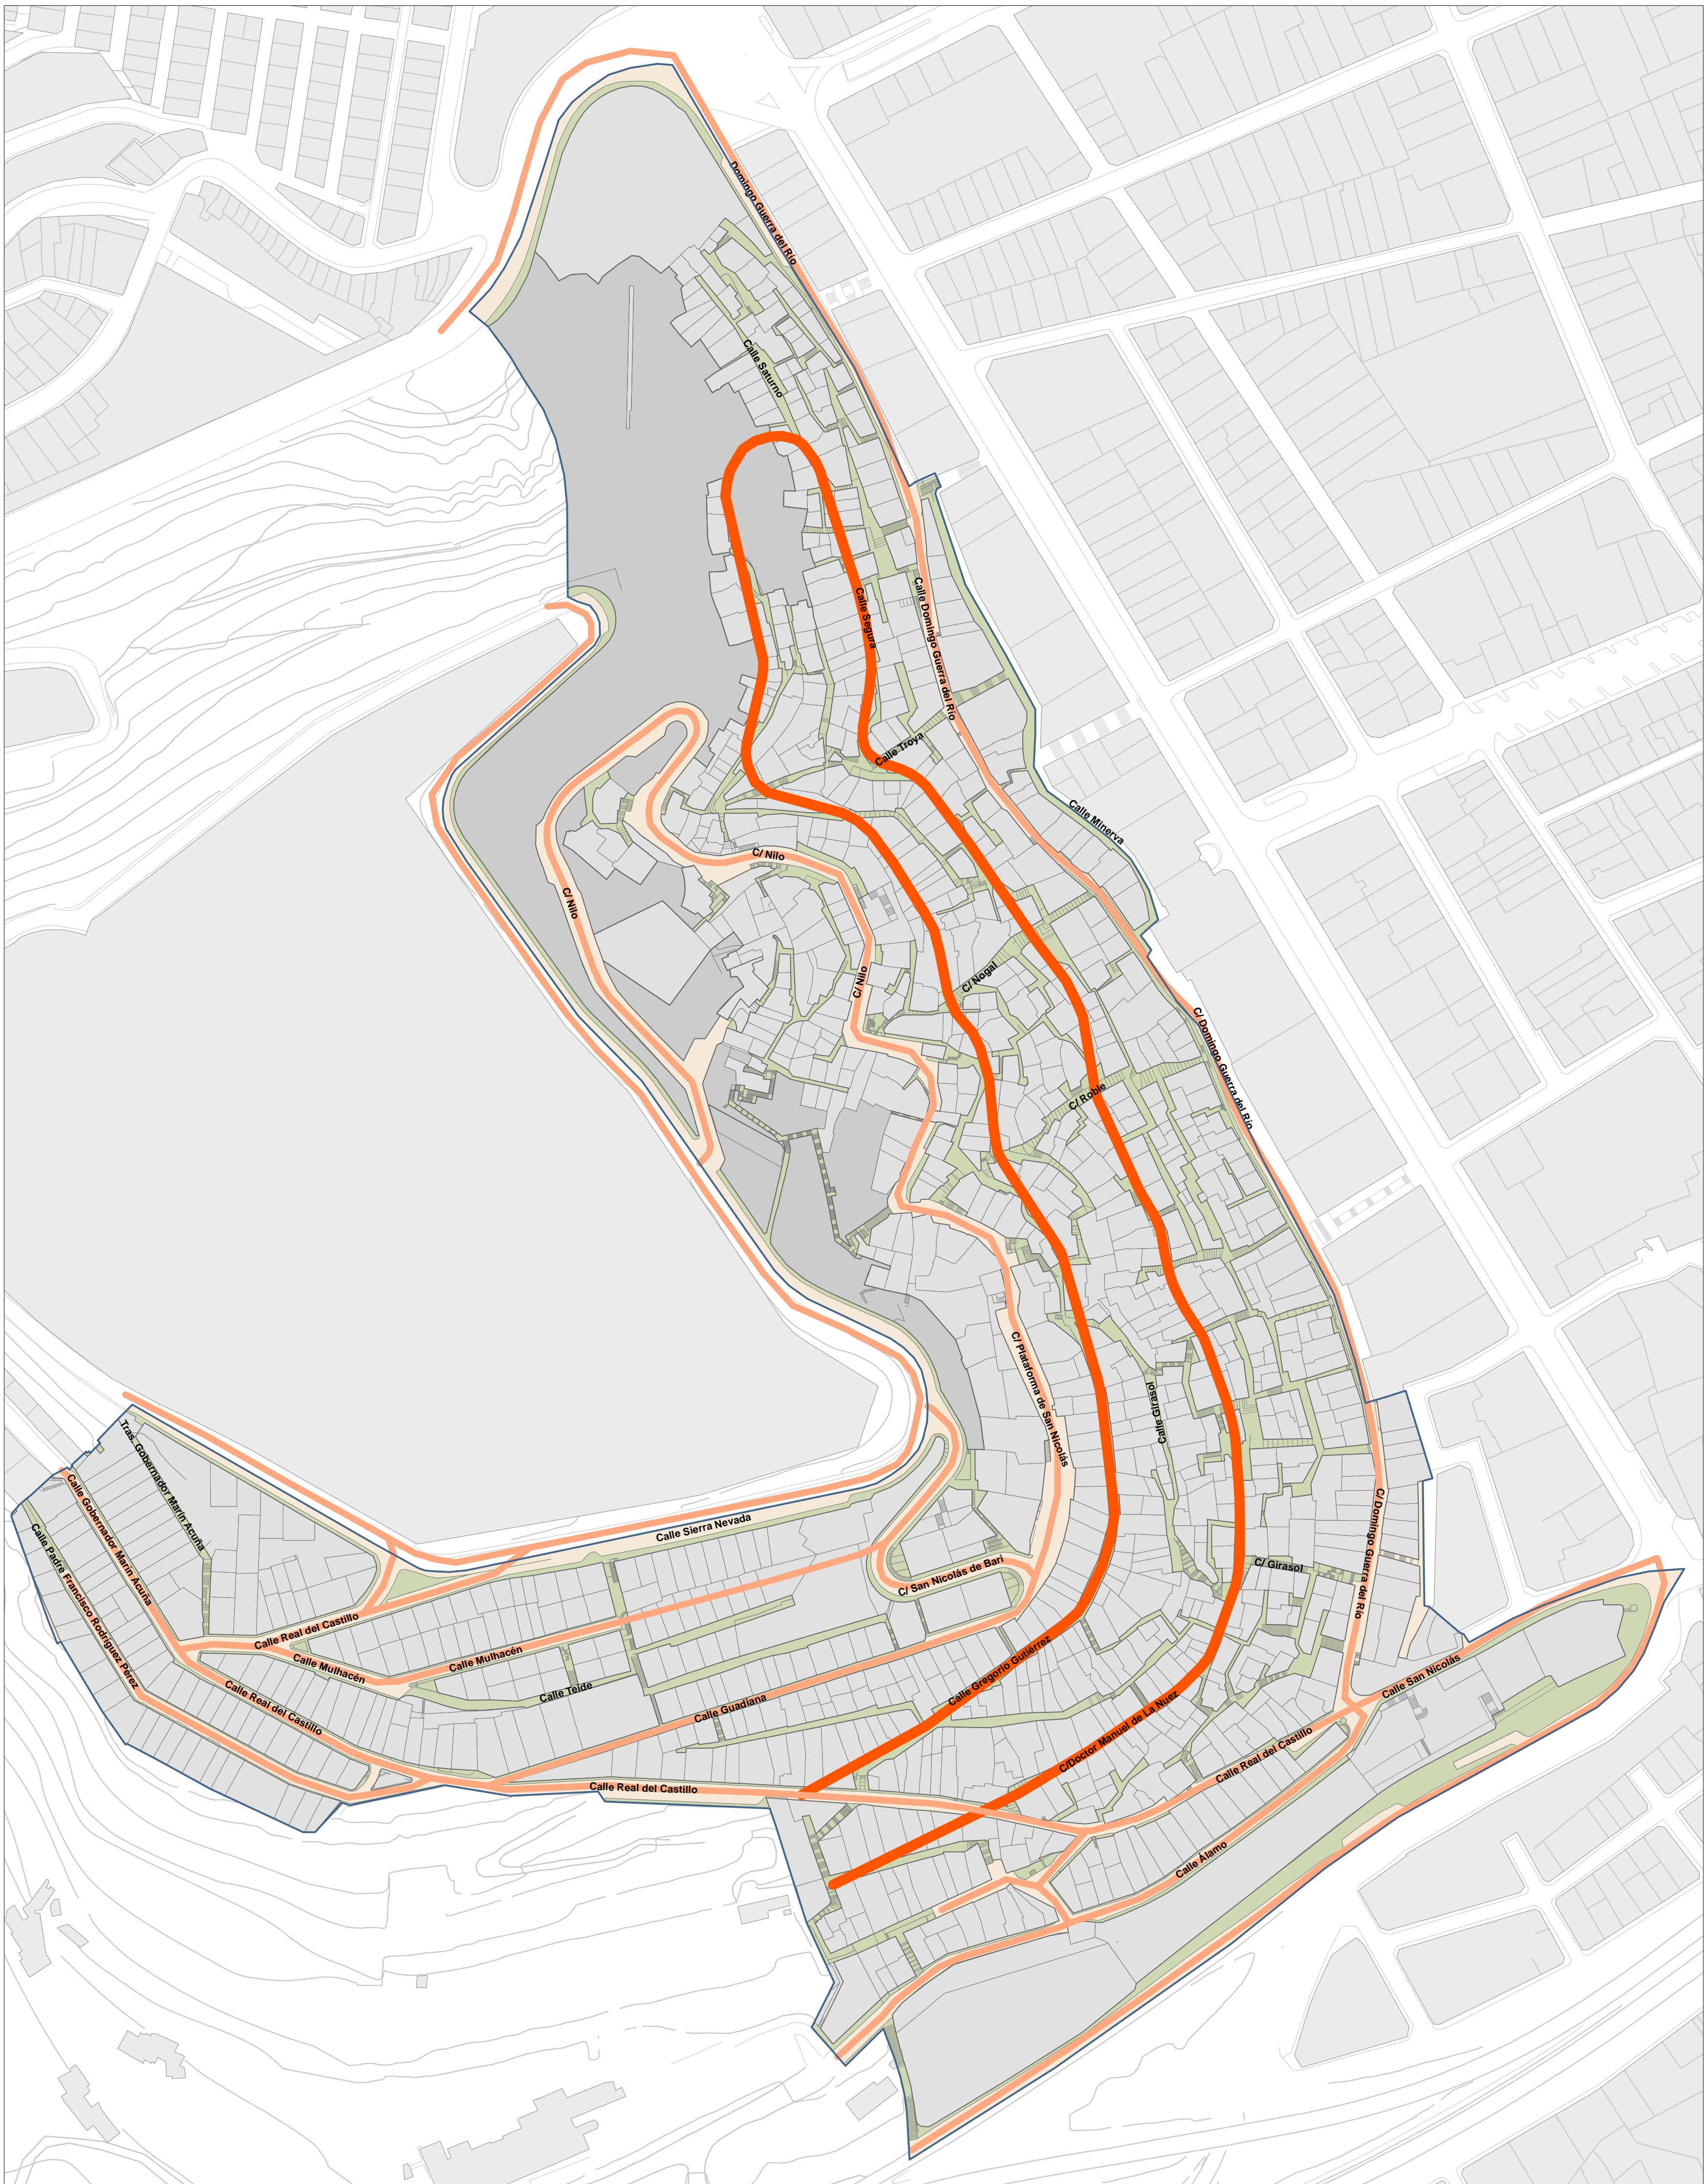 Domingo Guerra del Río
Calle Saturno
Calle Segura
Calle Domingo Guerra del Río
Calle Troya
Calle Minerva
C/ Nilo
C/ Nilo
C/ Nogal
C/ Nilo
C/ Domingo Guerra del Río
C/ Roble
C/ Plataforma de San Nicolás
Calle Girasol
Tras. Gobernador Marín Acuña
Calle Gobernador Marín Acuña
Calle Sierra Nevada
C/ Domingo Guerra del Río
Calle Padre Francisco Rodríguez Pérez
C/ San Nicolás de Bari
C/ Girasol
Calle Real del Castillo
Calle Mulhacén
Calle Mulhacén
Calle Gregorio Gutiérrez
Calle San Nicolás
Calle Teide
Calle Real del Castillo
Calle Guadiana
C/Doctor Manuel de La Nuez
Calle Real del Castillo
Calle Real del Castillo
Calle Álamo